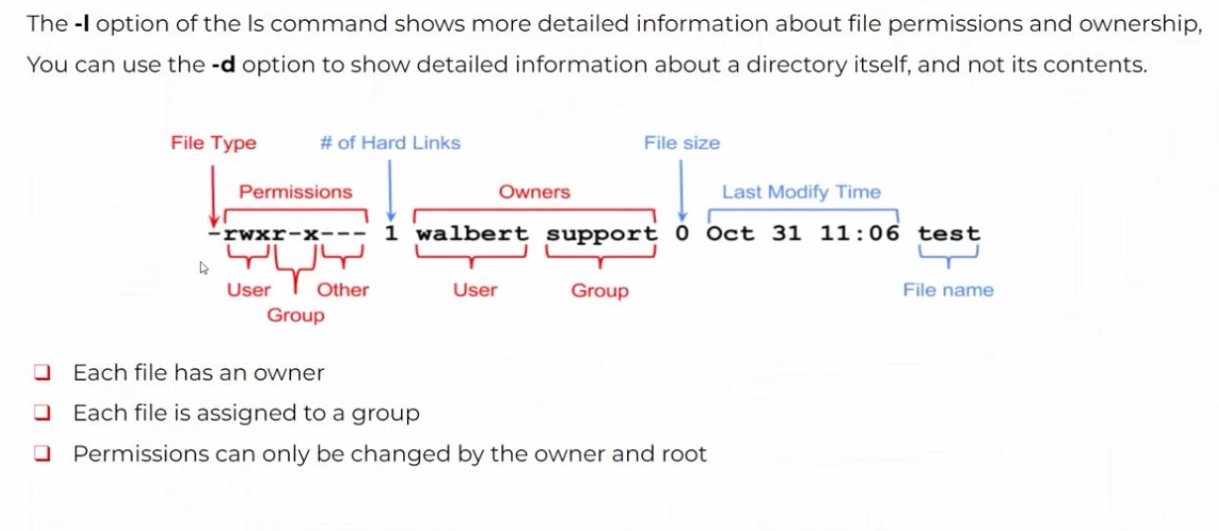 The -l option of the ls command shows more detailed information about file permissions and ownership,
You can use the -d option to show detailed information about a directory itself, and not its contents.
File Type # of Hard Links File size
Permissions Owners Last Modify Time
-rwxr-x--- 1 walbert support 0 Oct 31 11:06 test
User Other User Group File name
Group
Each file has an owner
Each file is assigned to a group
Permissions can only be changed by the owner and root